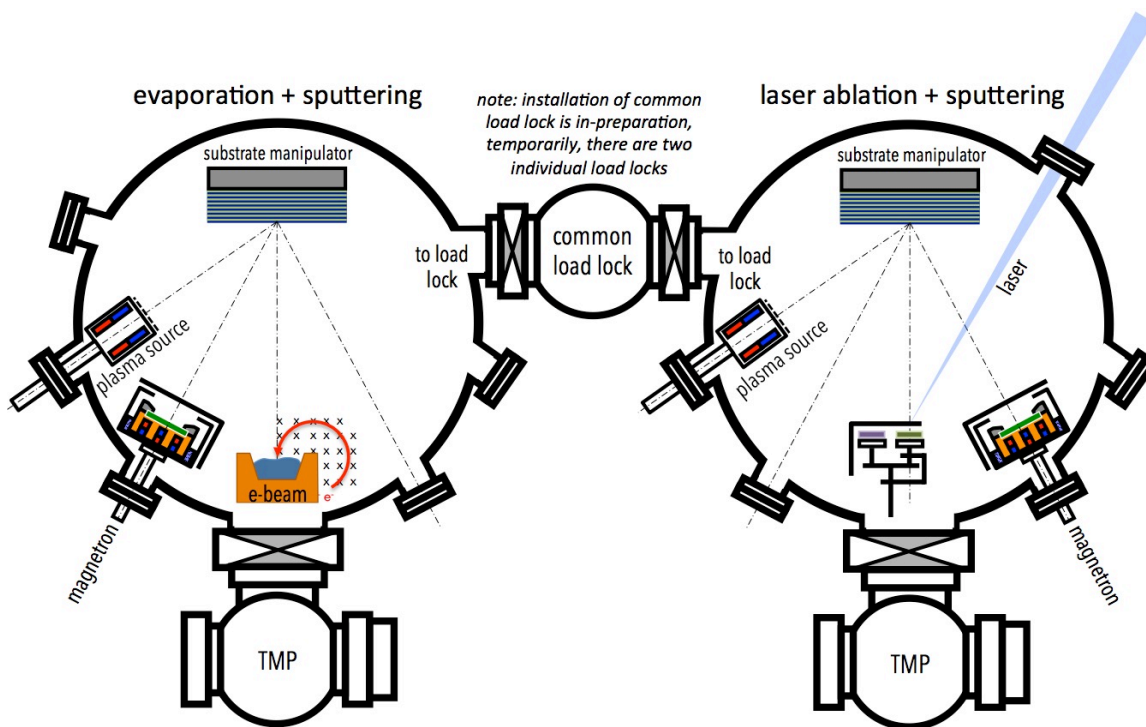 evaporation + sputtering
note: installation of common
load lock is in-preparation,
temporarily, there are two
individual load locks
laser ablation + sputtering
substrate manipulator
substrate manipulator
to load
lock
common
load lock
to load
lock
laser
plasma source
plasma source
x x x x
x x x x x
x x x x x x
x x x x x x
x x x x x
x x x x
e-beam
e-
magnetron
magnetron
TMP
TMP